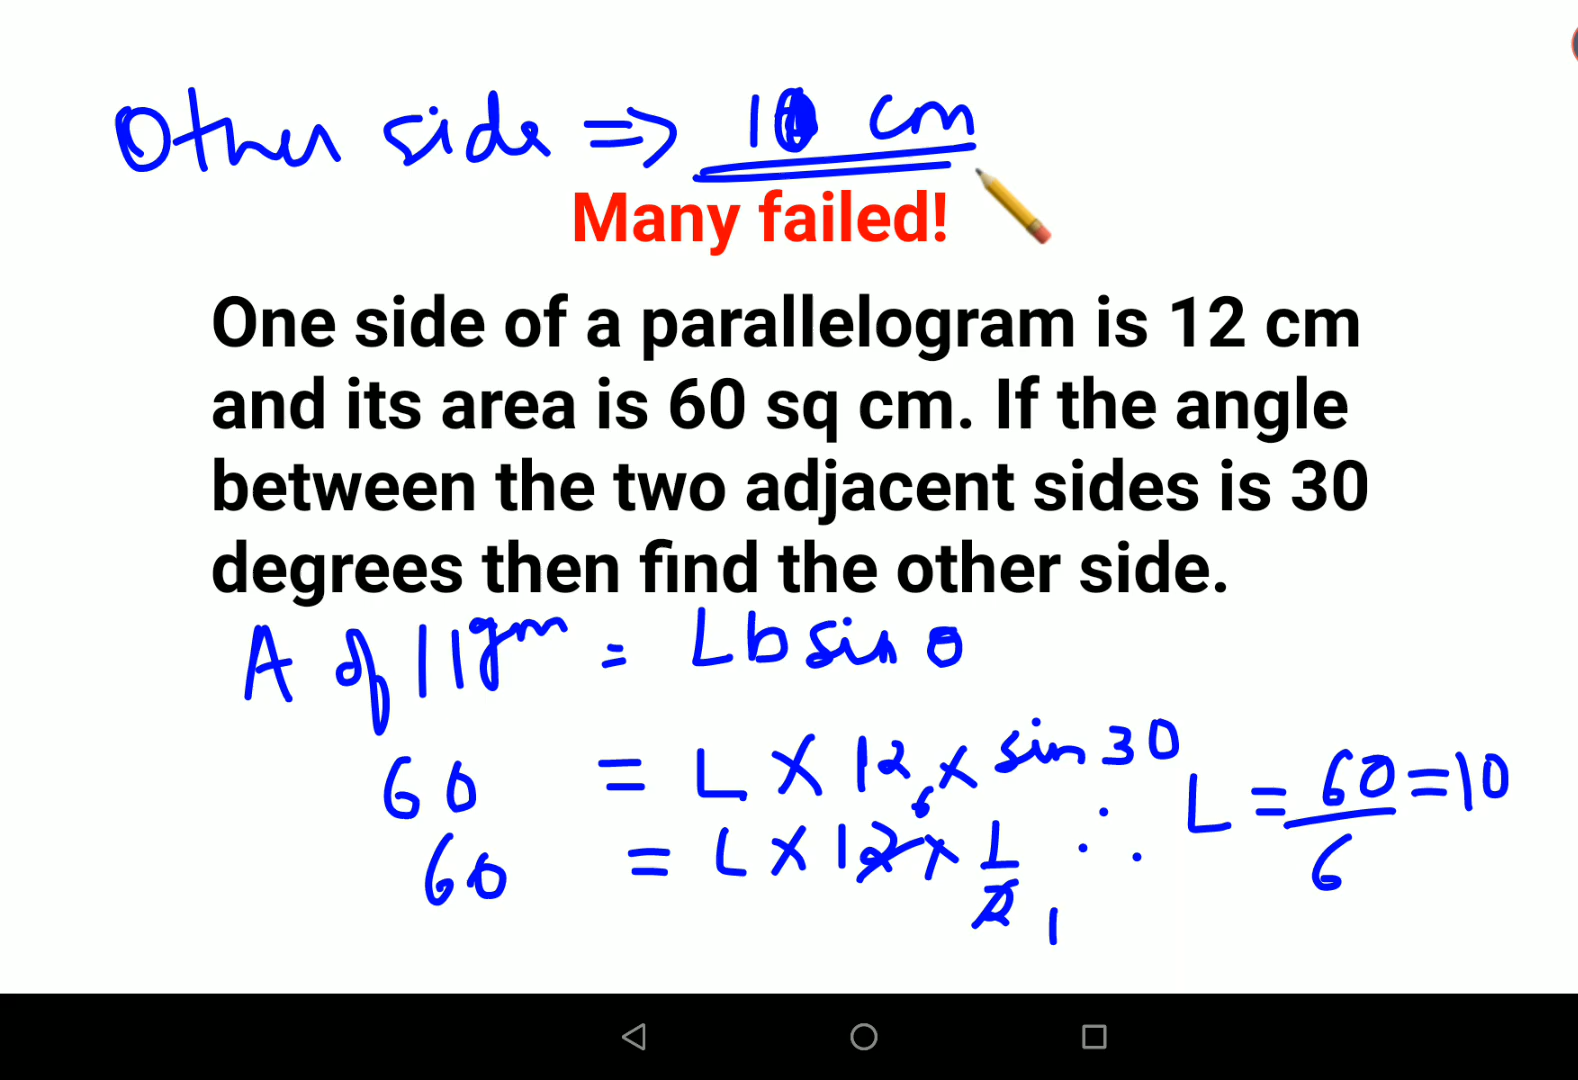 Other side ⇒ 10 cm
Many failed!
One side of a parallelogram is 12 cm
and its area is 60 sq cm. If the angle
between the two adjacent sides is 30
degrees then find the other side.
A of ||gm = Lb sin θ
60 = L × 12 × sin 30
60 = L × 12 6 × 1/2 1
∴ L = 60/6 = 10